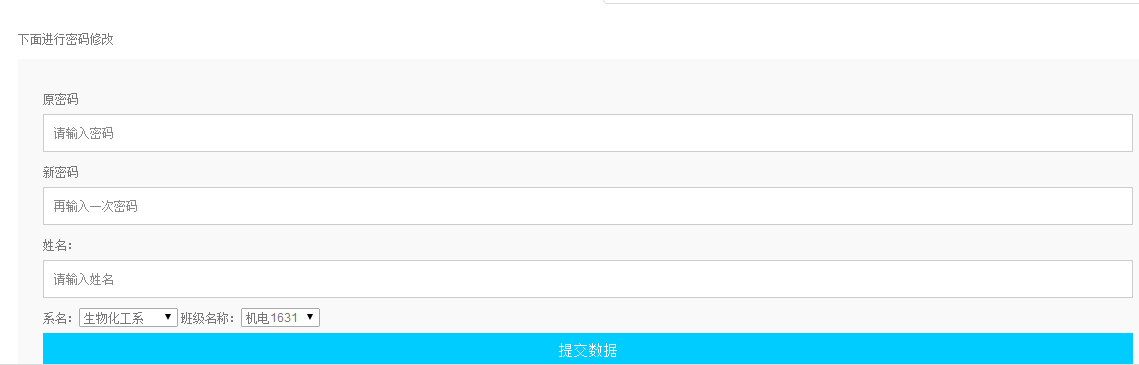 下面进行密码修改
原密码
请输入密码
新密码
再输入一次密码
姓名：
请输入姓名
系名： 生物化工系 班级名称： 机电1631
提交数据